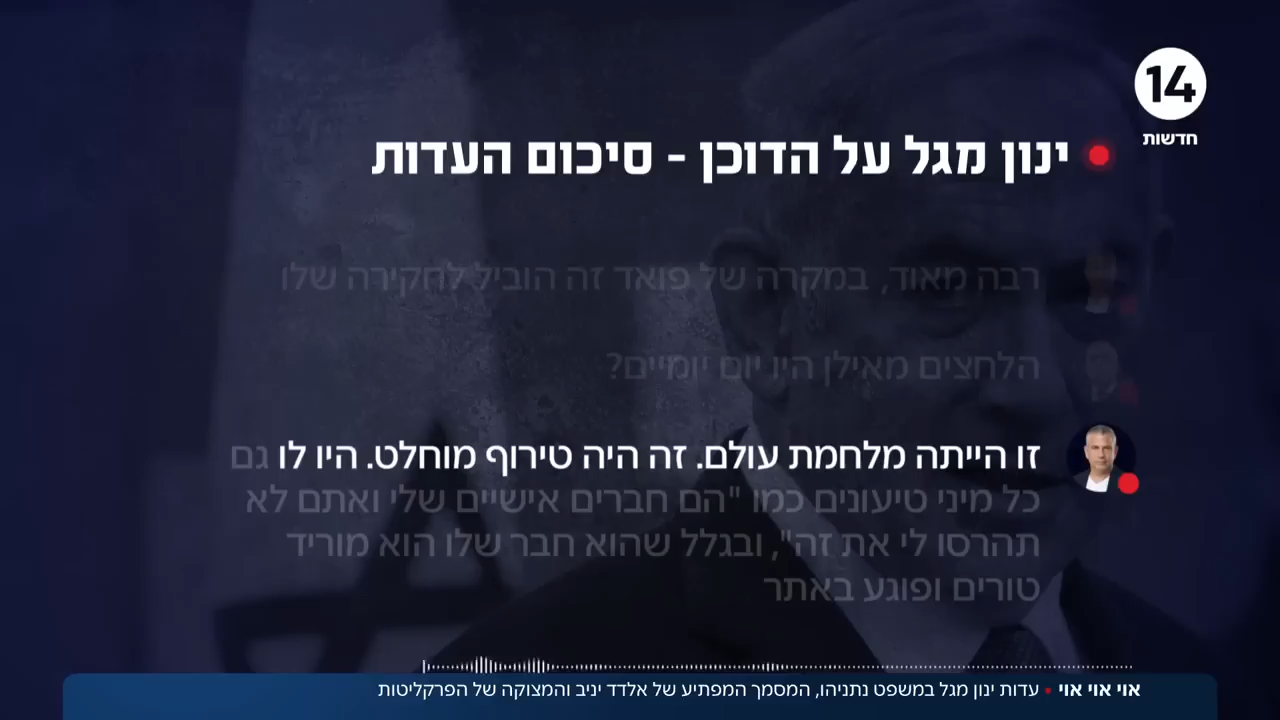 14
חדשות
ינון מגל על הדוכן - סיכום העדות
רבה מאוד, במקרה של פואד זה הוביל לחקירה שלו
הלחצים מאילן היו יום יומיים?
זו הייתה מלחמת עולם. זה היה טירוף מוחלט. היו לו גם
כל מיני טיעונים כמו "הם חברים אישיים שלי ואתם לא
תהרסו לי את זה", ובגלל שהוא חבר שלו הוא מוריד
טורים ופוגע באתר
אוי אוי אוי • עדות ינון מגל במשפט נתניהו, המסמך המפתיע של אלדד יניב והמצוקה של הפרקליטות